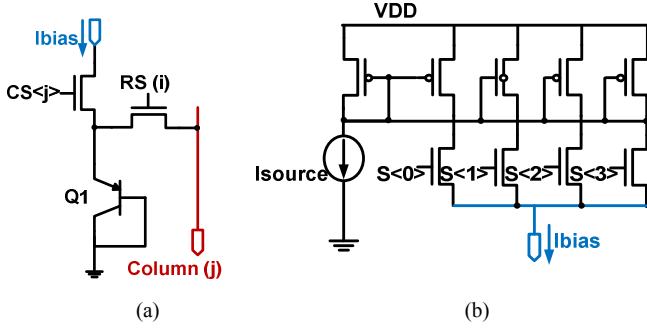 Ibias
CS<j>
RS (i)
Q1
Column (j)
(a)
VDD
Isource
S<0>
S<1>
S<2>
S<3>
Ibias
(b)